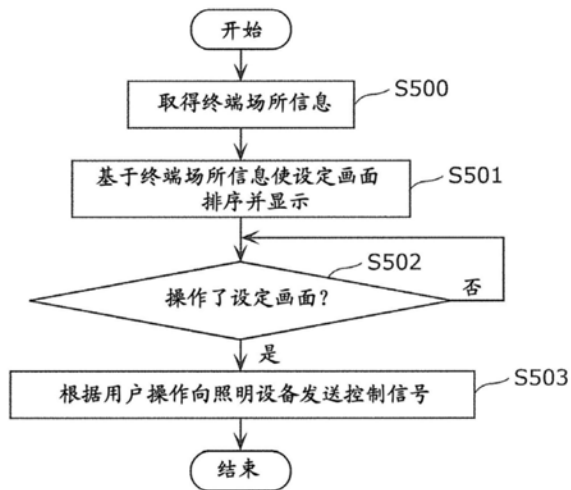 开始
取得终端场所信息
S500
基于终端场所信息使设定画面
排序并显示
S501
操作了设定画面?
S502
否
是
根据用户操作向照明设备发送控制信号
S503
结束